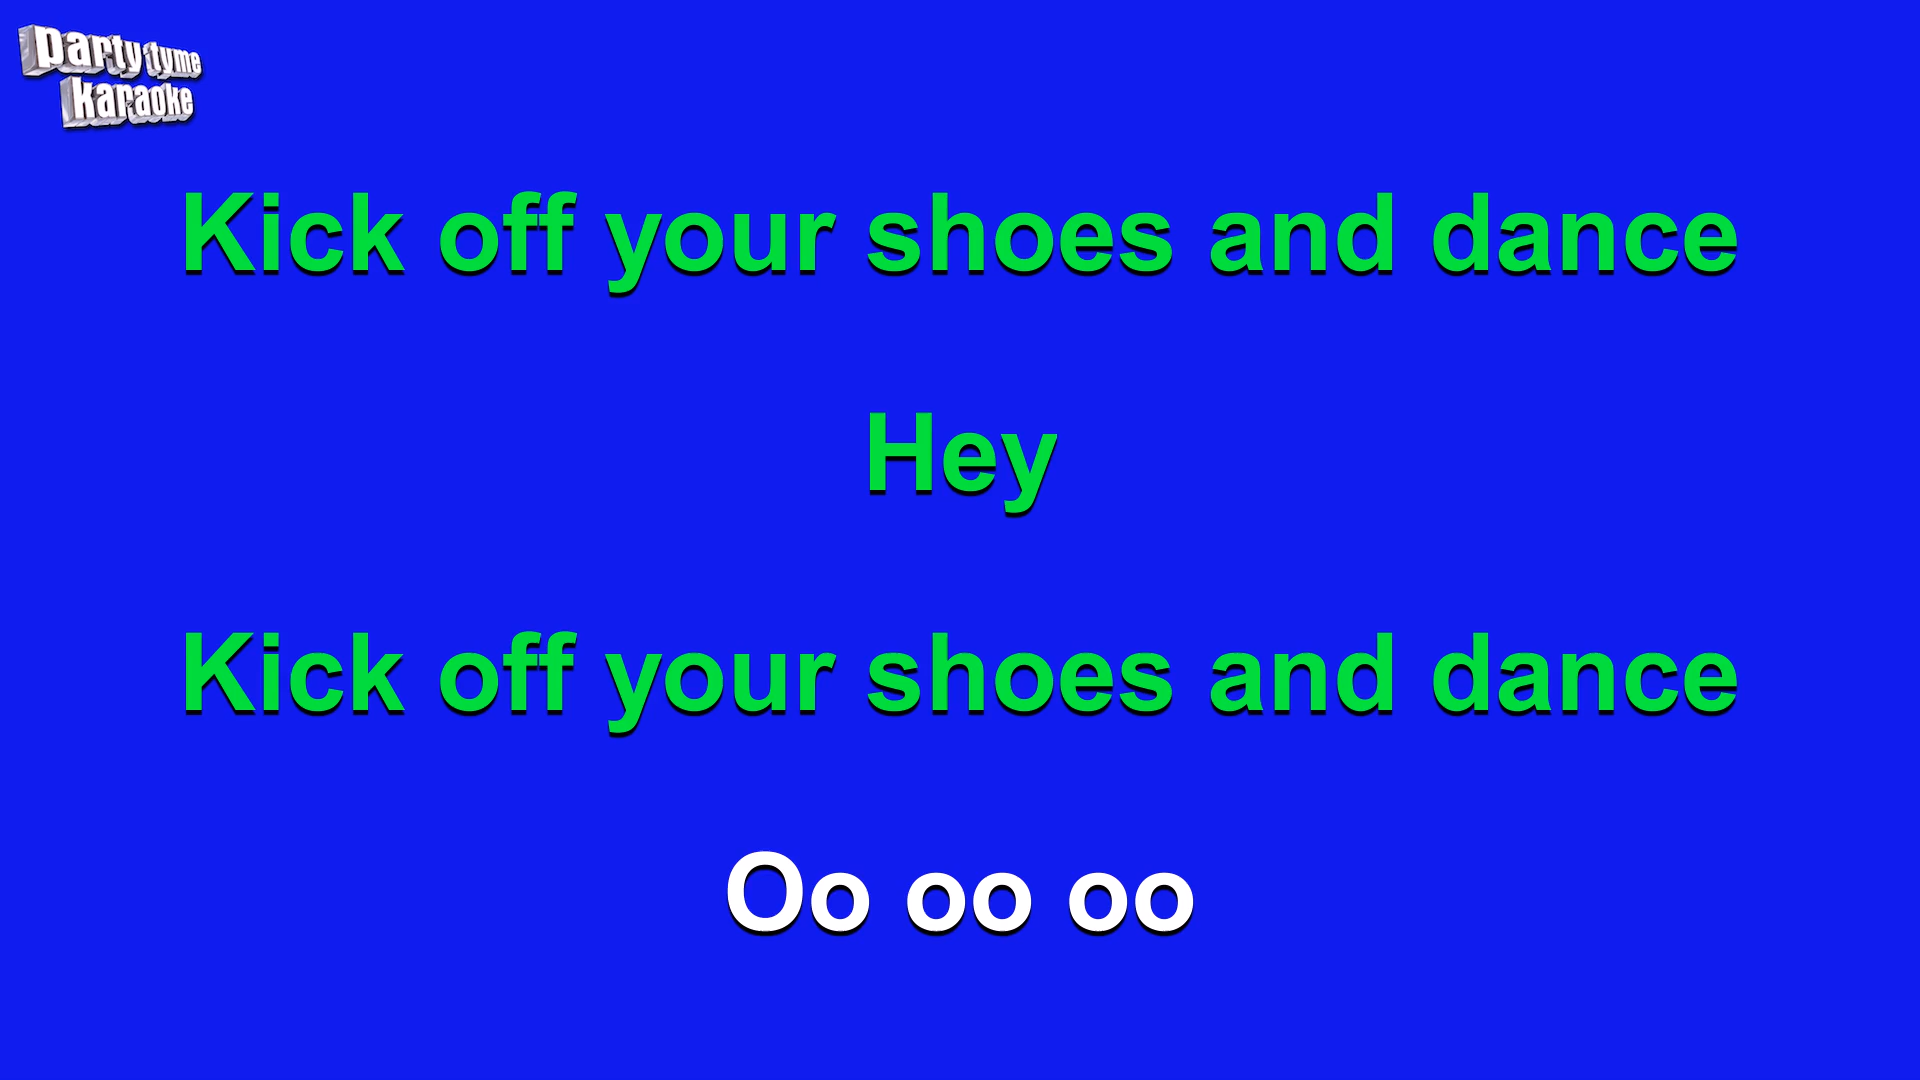 party tyme
karaoke
Kick off your shoes and dance
Hey
Kick off your shoes and dance
Oo oo oo